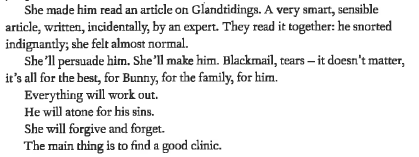 She made him read an article on Glandtidings. A very smart, sensible
article, written, incidentally, by an expert. They read it together: he snorted
indignantly; she felt almost normal.
She'll persuade him. She'll make him. Blackmail, tears – it doesn't matter,
it's all for the best, for Bunny, for the family, for him.
Everything will work out.
He will atone for his sins.
She will forgive and forget.
The main thing is to find a good clinic.